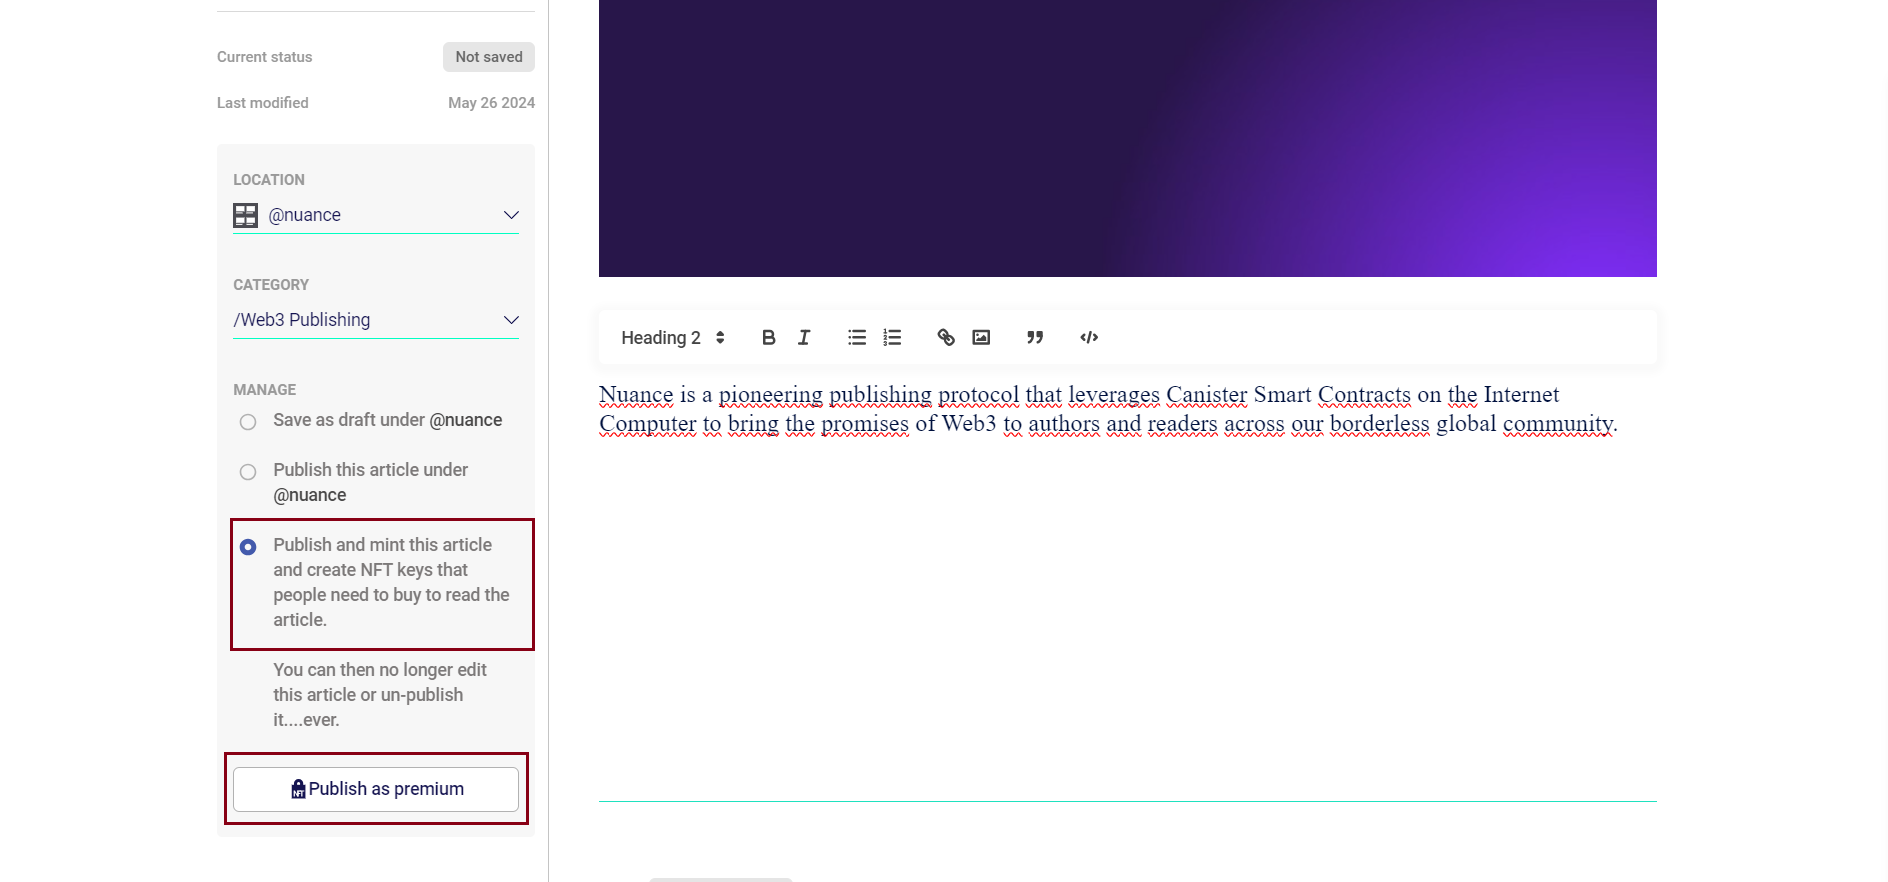 Current status
Not saved
Last modified
May 26 2024
LOCATION
@nuance
CATEGORY
/Web3 Publishing
MANAGE
Save as draft under @nuance
Publish this article under
@nuance
Publish and mint this article
and create NFT keys that
people need to buy to read the
article.
You can then no longer edit
this article or un-publish
it....ever.
NFT Publish as premium
Heading 2
Nuance is a pioneering publishing protocol that leverages Canister Smart Contracts on the Internet
Computer to bring the promises of Web3 to authors and readers across our borderless global community.